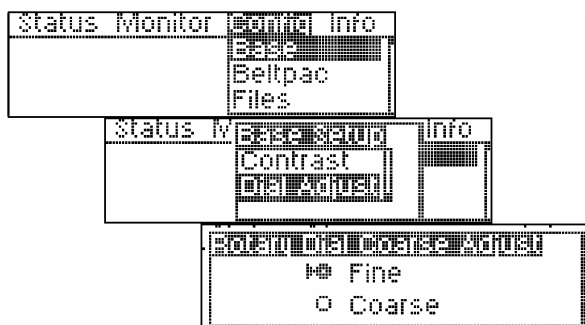 Status Monitor Config Info
Base
Beltpac
Files
Status M Base Setup Info
Contrast
Dial Adjust
Rotary Dial Coarse Adjust
Fine
Coarse